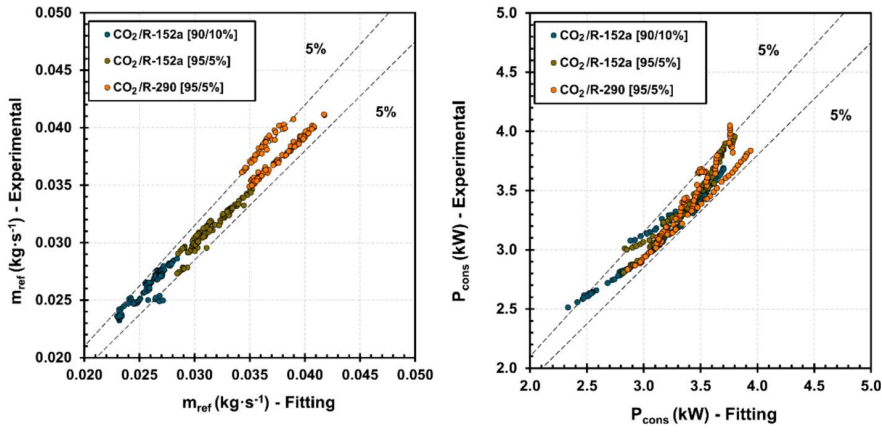 0.050
0.045
0.040
0.035
0.030
0.025
0.020
m_ref (kg·s⁻¹) - Experimental
CO₂/R-152a [90/10%]
CO₂/R-152a [95/5%]
CO₂/R-290 [95/5%]
5%
5%
0.020 0.025 0.030 0.035 0.040 0.045 0.050
m_ref (kg·s⁻¹) - Fitting
5.0
4.5
4.0
3.5
3.0
2.5
2.0
P_cons (kW) - Experimental
CO₂/R-152a [90/10%]
CO₂/R-152a [95/5%]
CO₂/R-290 [95/5%]
5%
5%
2.0 2.5 3.0 3.5 4.0 4.5 5.0
P_cons (kW) - Fitting